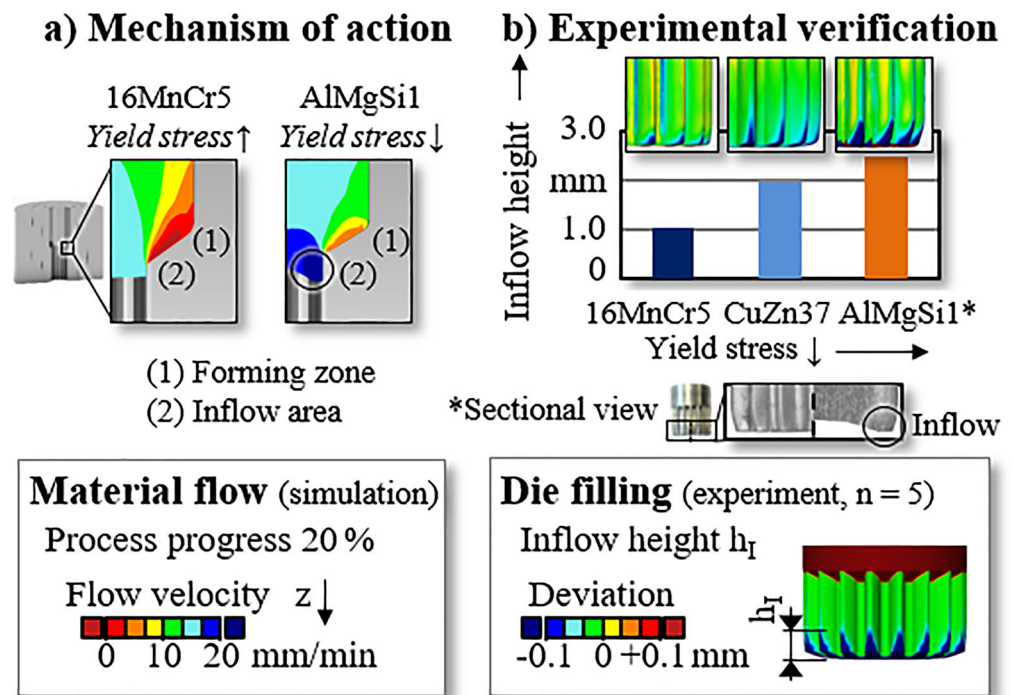 a) Mechanism of action
16MnCr5
Yield stress ↑
AlMgSi1
Yield stress ↓
(1)
(2)
(1)
(2)
(1) Forming zone
(2) Inflow area
b) Experimental verification
Inflow height →
3.0
mm
1.0
0
16MnCr5 CuZn37 AlMgSi1*
Yield stress ↓ →
*Sectional view
Inflow
Material flow (simulation)
Process progress 20 %
Flow velocity z ↓
0 10 20 mm/min
Die filling (experiment, n = 5)
Inflow height hI
Deviation
-0.1 0 +0.1 mm
hI